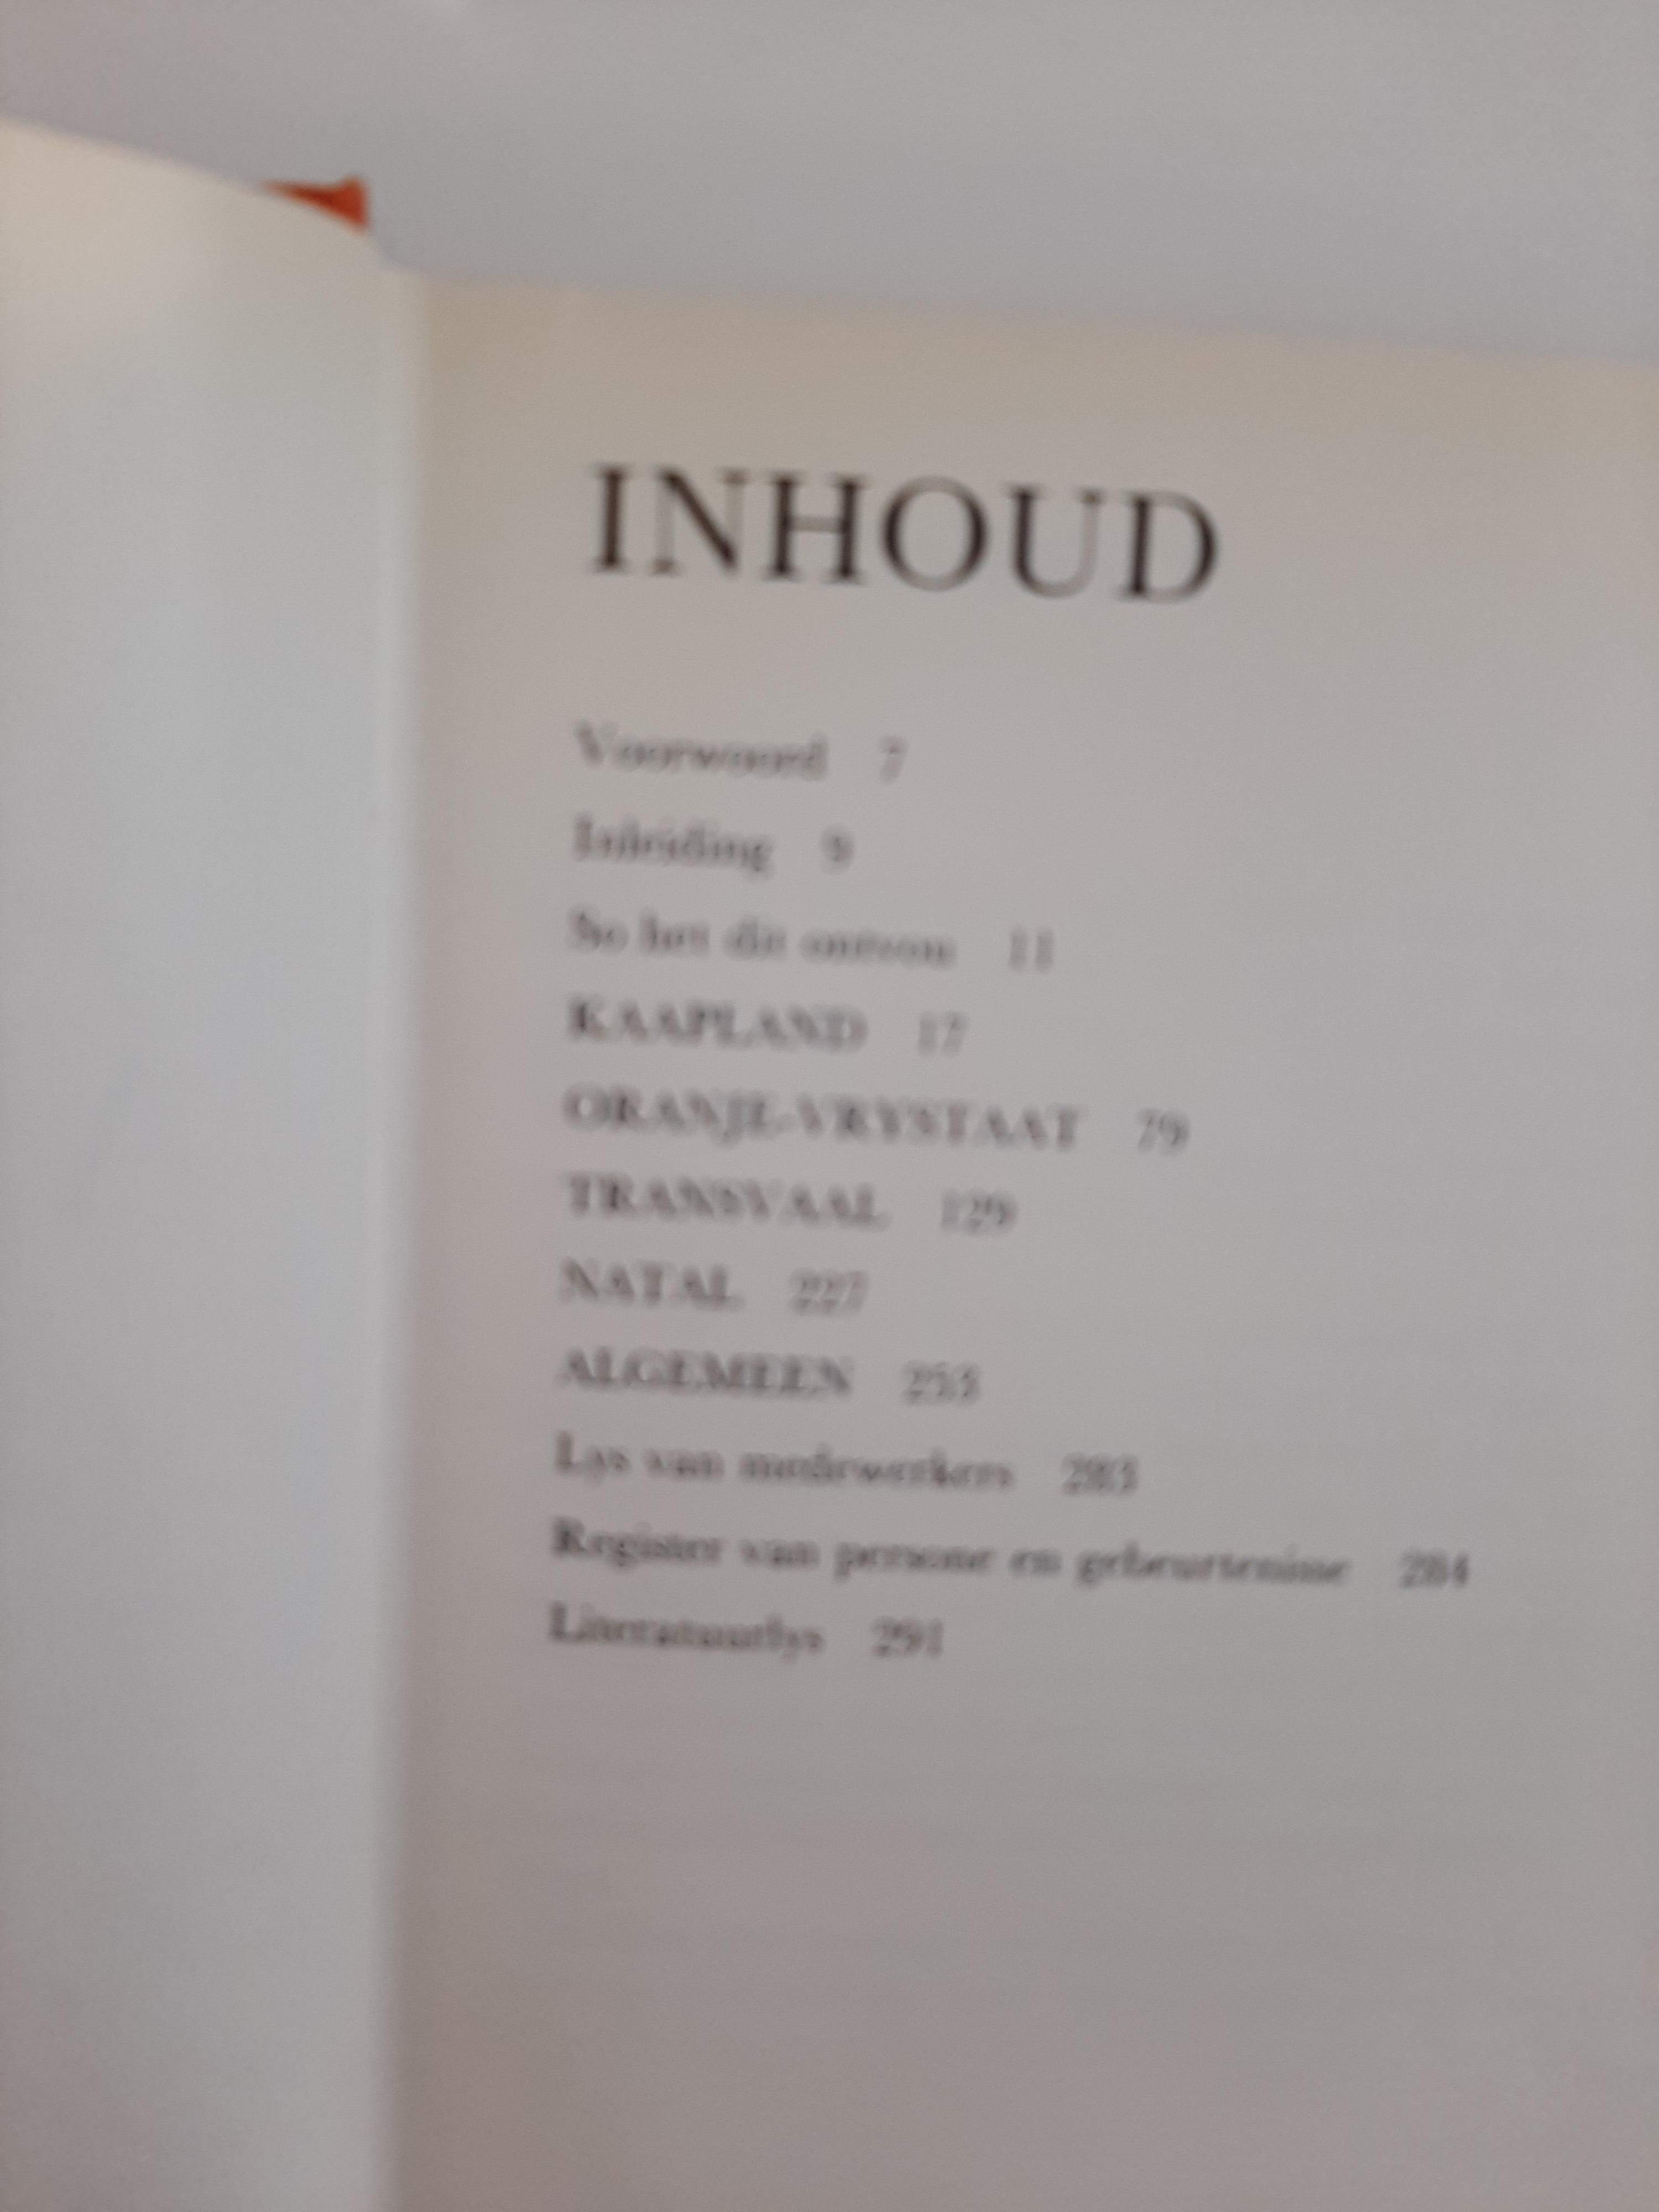 INHOUD
Voorwoord 7
Inleiding 9
So het dit ontstaan 11
KAAPLAND 17
ORANJE-VRYSTAAT 79
TRANSVAAL 129
NATAL 227
ALGEMEEN 253
Lys van medewerkers 283
Register van persone en gebeurtenisse 284
Literatuurlys 291